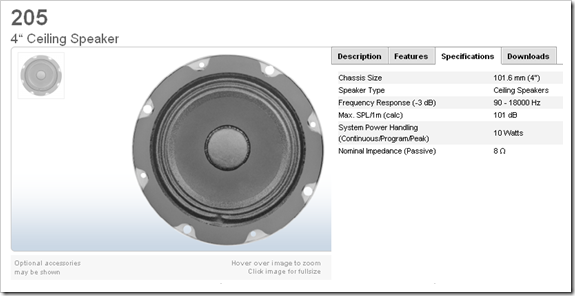 205
4“ Ceiling Speaker
Description
Features
Specifications
Downloads
Chassis Size 101.6 mm (4")
Speaker Type Ceiling Speakers
Frequency Response (-3 dB) 90 - 18000 Hz
Max. SPL/1m (calc) 101 dB
System Power Handling
(Continuous/Program/Peak) 10 Watts
Nominal Impedance (Passive) 8 Ω
Optional accessories
may be shown
Hover over image to zoom
Click image for fullsize